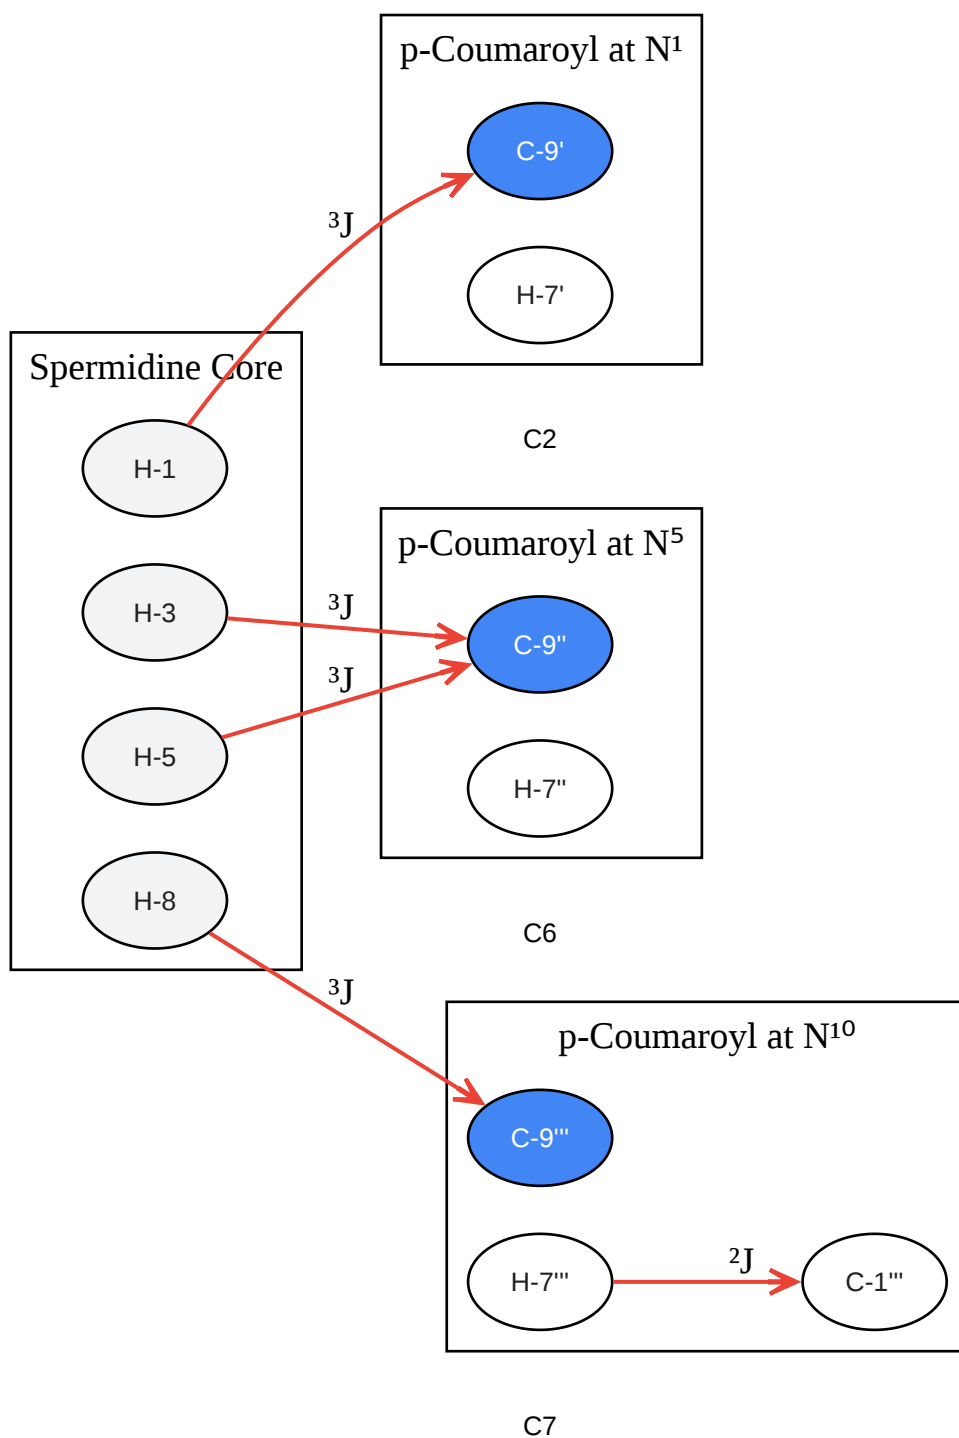 p-Coumaroyl at N¹
C-9'
³J
H-7'
Spermidine Core
C2
H-1
p-Coumaroyl at N⁵
H-3
³J
C-9''
³J
H-5
H-7''
H-8
C6
³J
p-Coumaroyl at N¹⁰
C-9'''
H-7'''
²J
C-1'''
C7